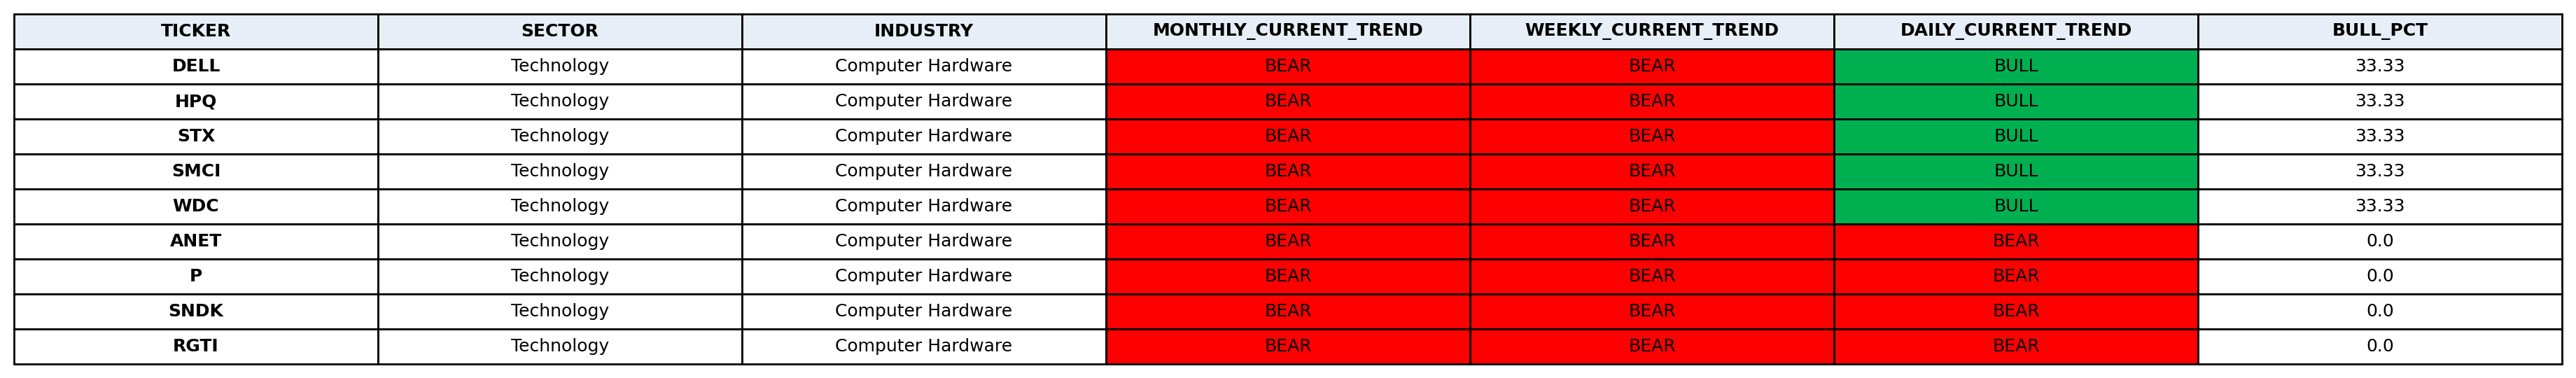 TICKER SECTOR INDUSTRY MONTHLY_CURRENT_TREND WEEKLY_CURRENT_TREND DAILY_CURRENT_TREND BULL_PCT
DELL Technology Computer Hardware BEAR BEAR BULL 33.33
HPQ Technology Computer Hardware BEAR BEAR BULL 33.33
STX Technology Computer Hardware BEAR BEAR BULL 33.33
SMCI Technology Computer Hardware BEAR BEAR BULL 33.33
WDC Technology Computer Hardware BEAR BEAR BULL 33.33
ANET Technology Computer Hardware BEAR BEAR BEAR 0.0
P Technology Computer Hardware BEAR BEAR BEAR 0.0
SNDK Technology Computer Hardware BEAR BEAR BEAR 0.0
RGTI Technology Computer Hardware BEAR BEAR BEAR 0.0